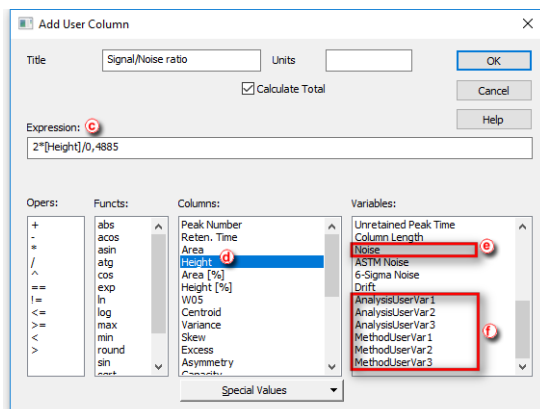 Add User Column
Title
Signal/Noise ratio
Units
OK
Calculate Total
Cancel
Expression: c
Help
2*[Height]/0,4885
Opers:
+
-
*
/
^
==
!=
<=
>=
<
>
Functs:
abs
acos
asin
atg
cos
exp
ln
log
max
min
round
sin
sqrt
Columns:
Peak Number
Reten. Time
Area
Height d
Area [%]
Height [%]
W05
Centroid
Variance
Skew
Excess
Asymmetry
Capacity
Variables:
Unretained Peak Time
Column Length
Noise e
ASTM Noise
6-Sigma Noise
Drift
AnalysisUserVar1
AnalysisUserVar2
AnalysisUserVar3 f
MethodUserVar1
MethodUserVar2
MethodUserVar3
Special Values